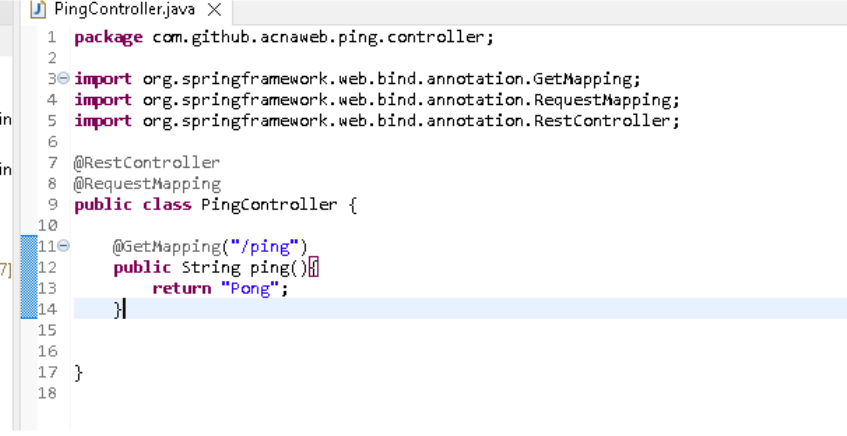 PingController.java
1 package com.github.acnaweb.ping.controller;
2
3 import org.springframework.web.bind.annotation.GetMapping;
4 import org.springframework.web.bind.annotation.RequestMapping;
5 import org.springframework.web.bind.annotation.RestController;
6
7 @RestController
8 @RequestMapping
9 public class PingController {
10
11 @GetMapping("/ping")
12 public String ping(){
13 return "Pong";
14 }
15
16
17 }
18
in
in
7]